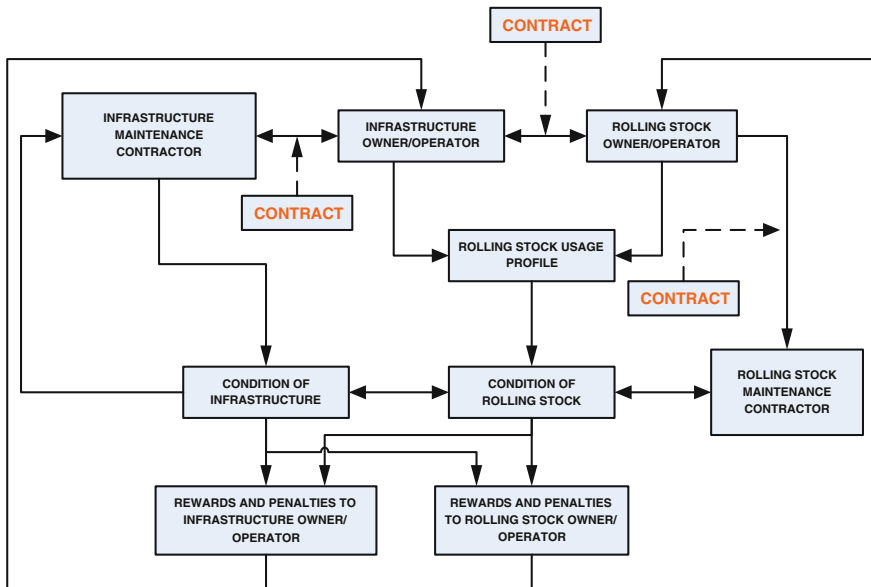 CONTRACT
INFRASTRUCTURE
MAINTENANCE
CONTRACTOR
INFRASTRUCTURE
OWNER/OPERATOR
ROLLING STOCK
OWNER/OPERATOR
CONTRACT
ROLLING STOCK USAGE
PROFILE
CONTRACT
CONDITION OF
INFRASTRUCTURE
CONDITION OF
ROLLING STOCK
ROLLING STOCK
MAINTENANCE
CONTRACTOR
REWARDS AND PENALTIES TO
INFRASTRUCTURE OWNER/
OPERATOR
REWARDS AND PENALTIES
TO ROLLING STOCK OWNER/
OPERATOR